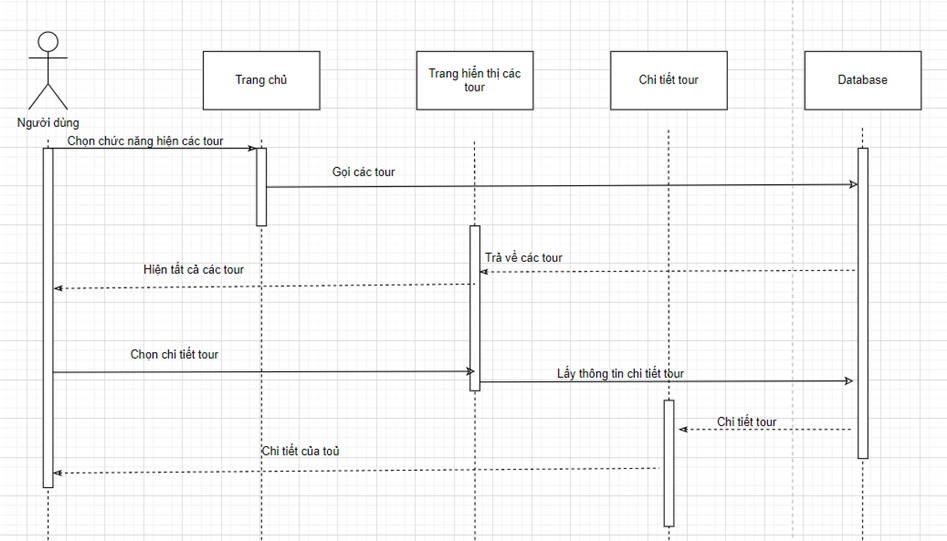 Trang chủ
Trang hiển thị các
tour
Chi tiết tour
Database
Người dùng
Chọn chức năng hiện các tour
Gọi các tour
Trả về các tour
Hiện tất cả các tour
Chọn chi tiết tour
Lấy thông tin chi tiết tour
Chi tiết tour
Chi tiết của toủ